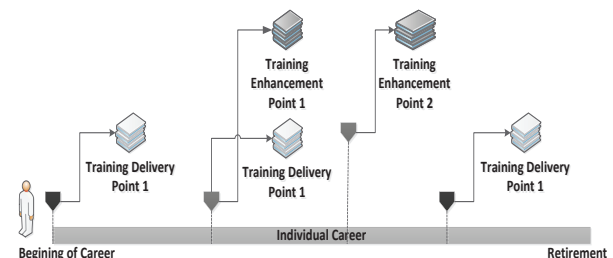 Training
Enhancement
Point 1
Training
Enhancement
Point 2
Training Delivery
Point 1
Training Delivery
Point 1
Training Delivery
Point 1
Individual Career
Begining of Career
Retirement